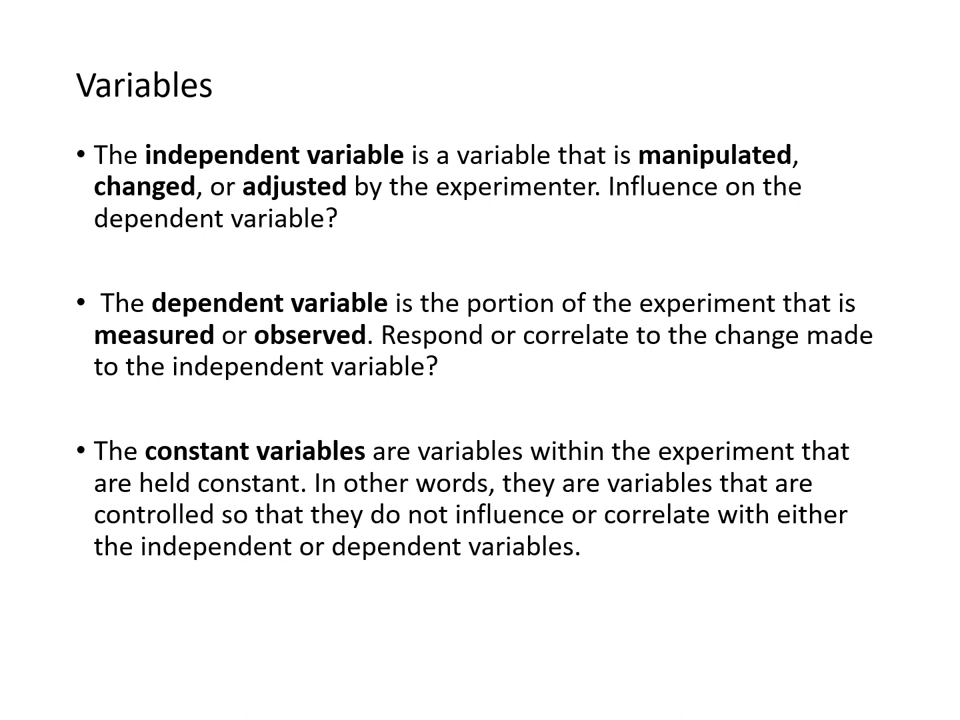 Variables
• The independent variable is a variable that is manipulated,
changed, or adjusted by the experimenter. Influence on the
dependent variable?
• The dependent variable is the portion of the experiment that is
measured or observed. Respond or correlate to the change made
to the independent variable?
• The constant variables are variables within the experiment that
are held constant. In other words, they are variables that are
controlled so that they do not influence or correlate with either
the independent or dependent variables.